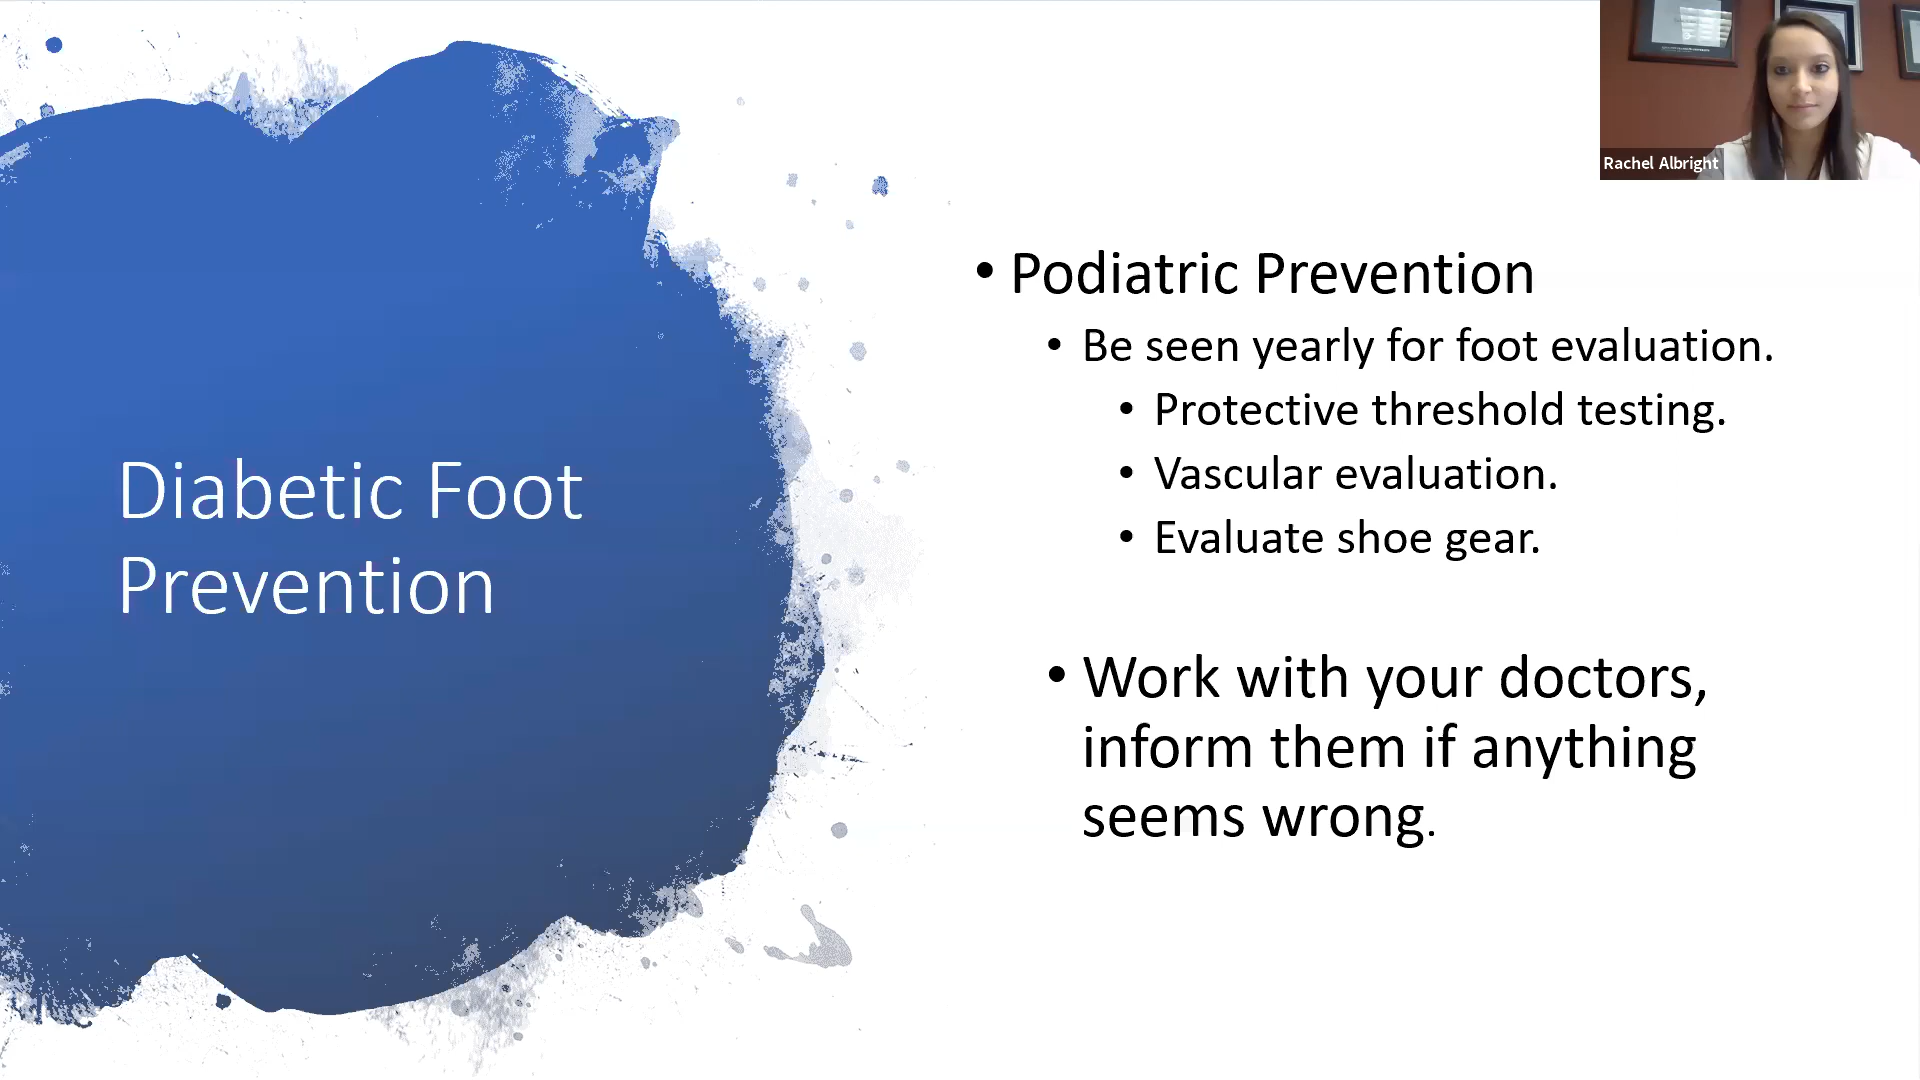 Rachel Albright
Diabetic Foot
Prevention
• Podiatric Prevention
• Be seen yearly for foot evaluation.
• Protective threshold testing.
• Vascular evaluation.
• Evaluate shoe gear.
• Work with your doctors,
inform them if anything
seems wrong.